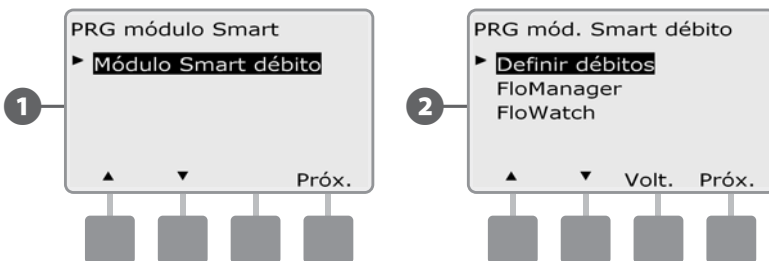 PRG módulo Smart
► Módulo Smart débito
1
▲ ▼ Próx.
PRG mód. Smart débito
► Definir débitos
FloManager
FloWatch
2
▲ ▼ Volt. Próx.